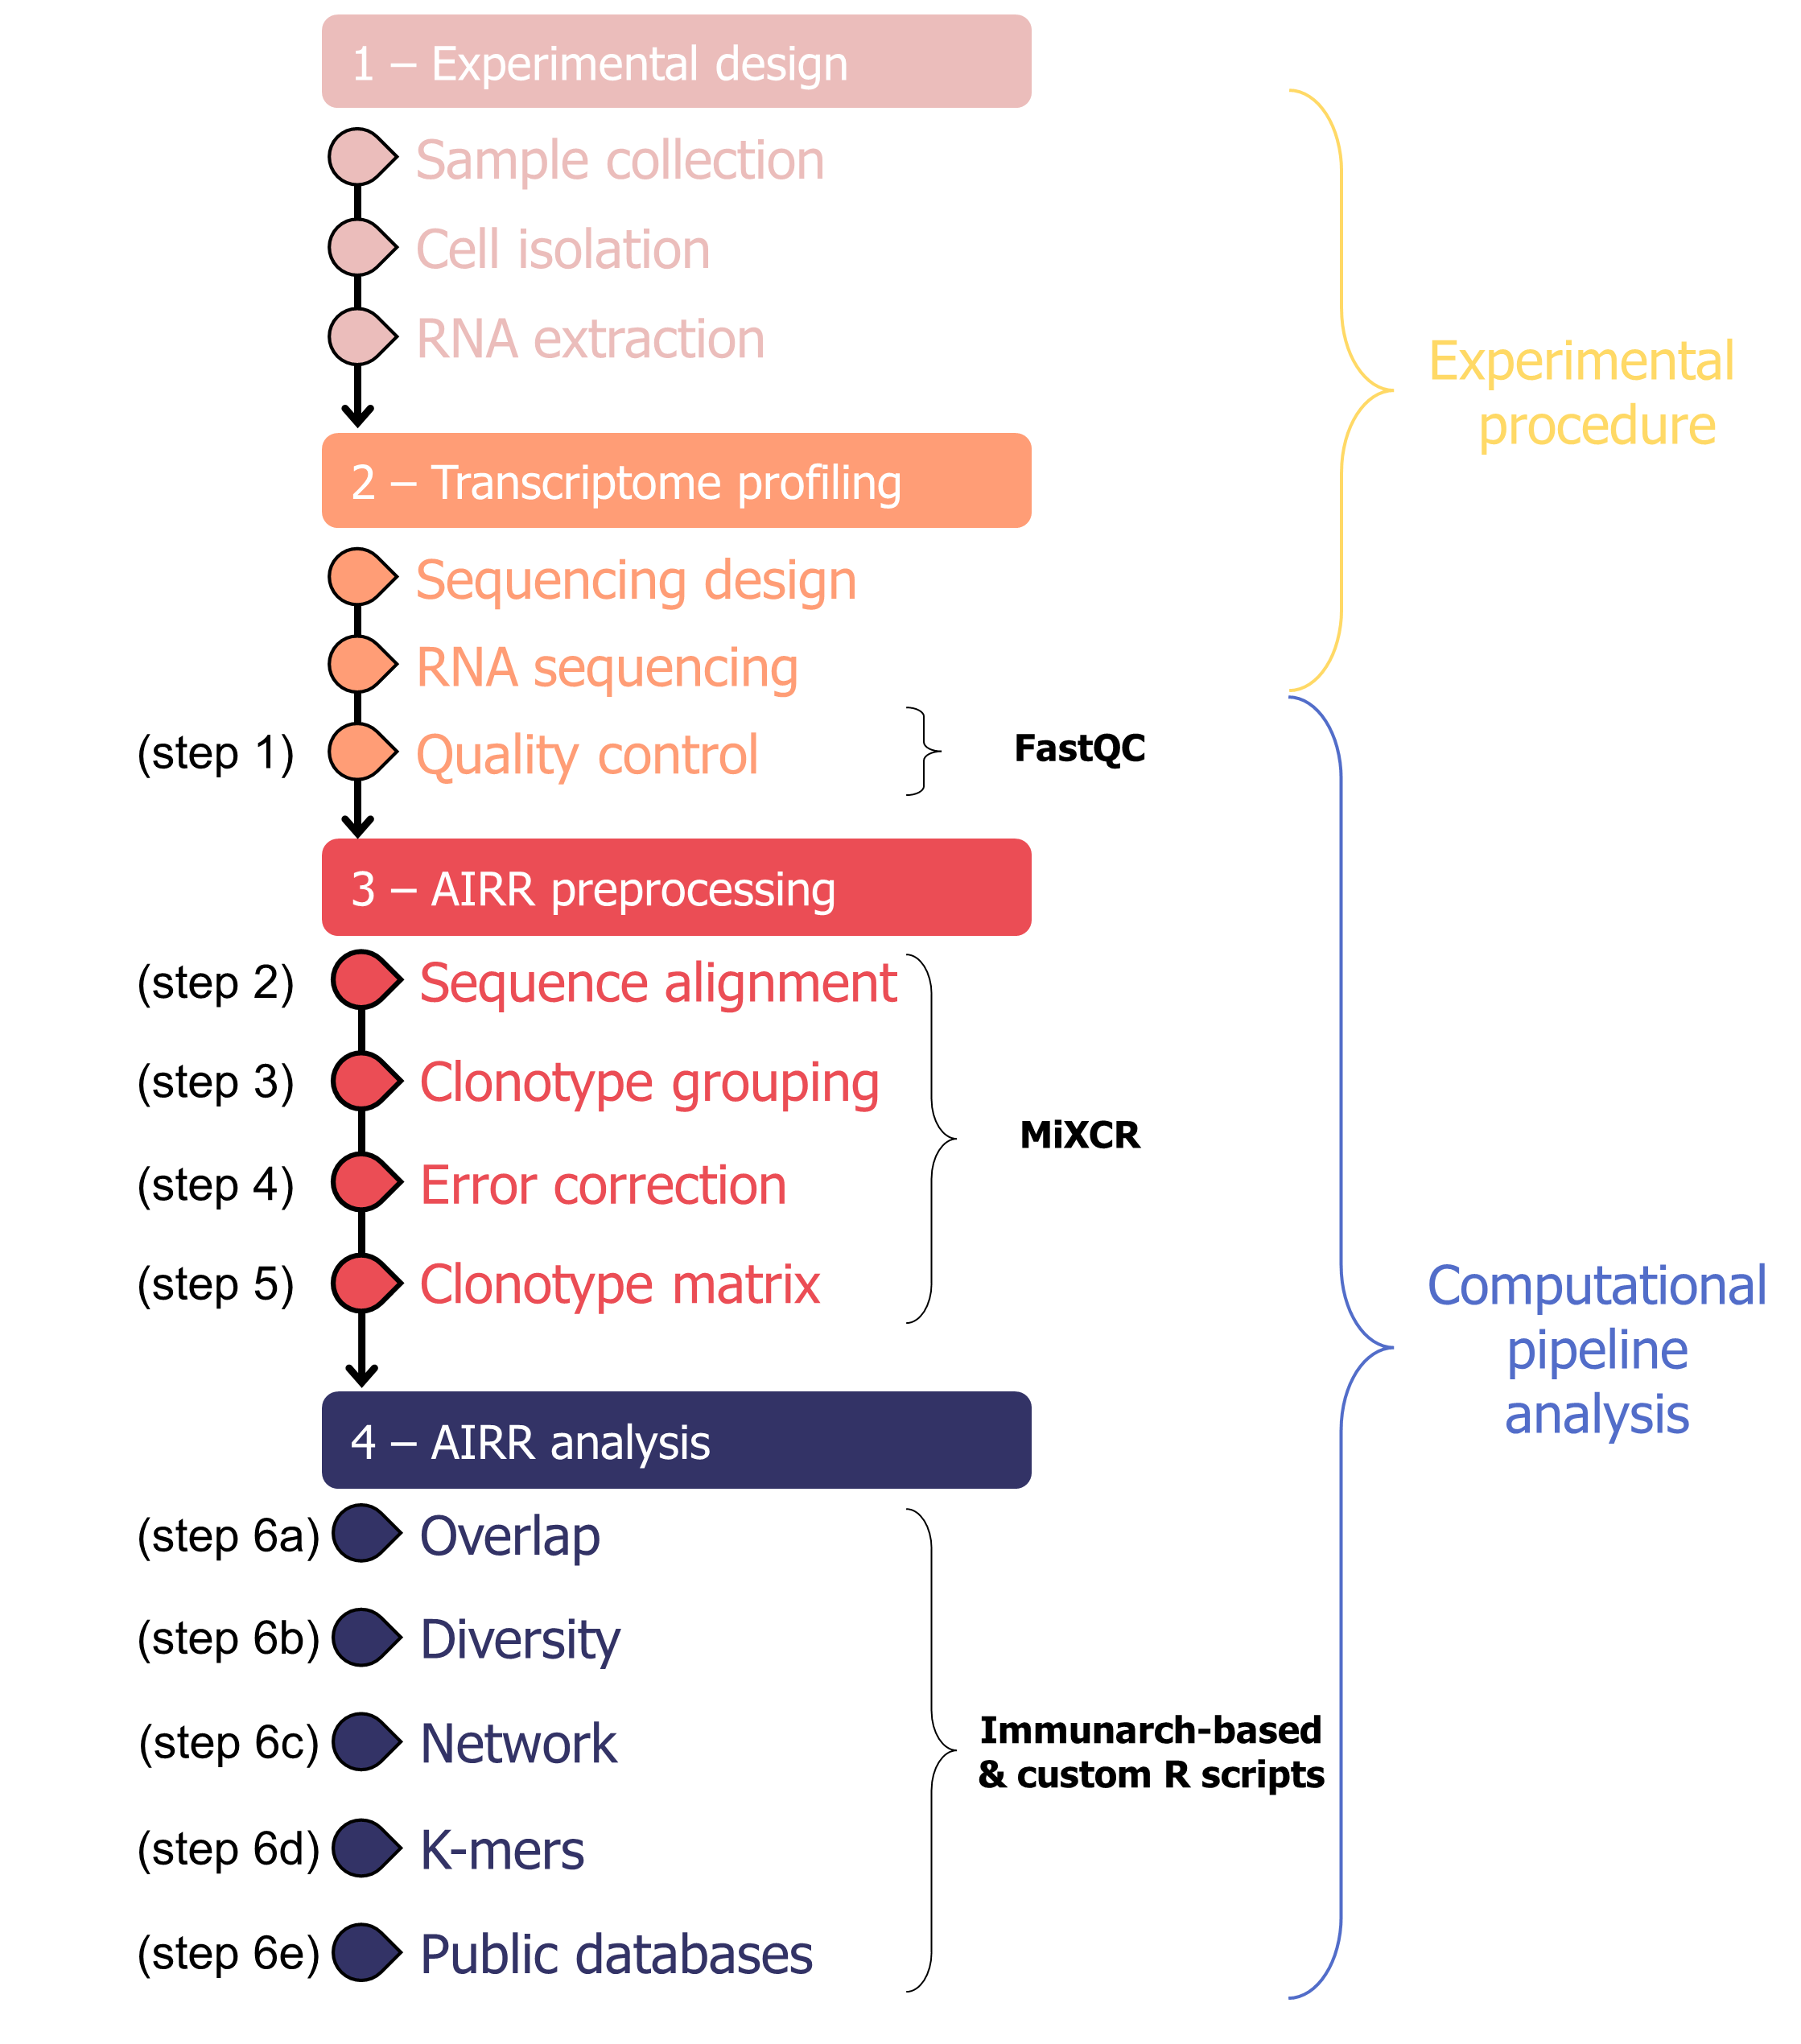 1 – Experimental design
Sample collection
Cell isolation
RNA extraction
Experimental
procedure
2 – Transcriptome profiling
Sequencing design
RNA sequencing
(step 1)
Quality control
FastQC
3 – AIRR preprocessing
(step 2)
Sequence alignment
(step 3)
Clonotype grouping
MiXCR
(step 4)
Error correction
(step 5)
Clonotype matrix
Computational
pipeline
analysis
4 – AIRR analysis
(step 6a)
Overlap
(step 6b)
Diversity
(step 6c)
Network
Immunarch-based
& custom R scripts
(step 6d)
K-mers
(step 6e)
Public databases